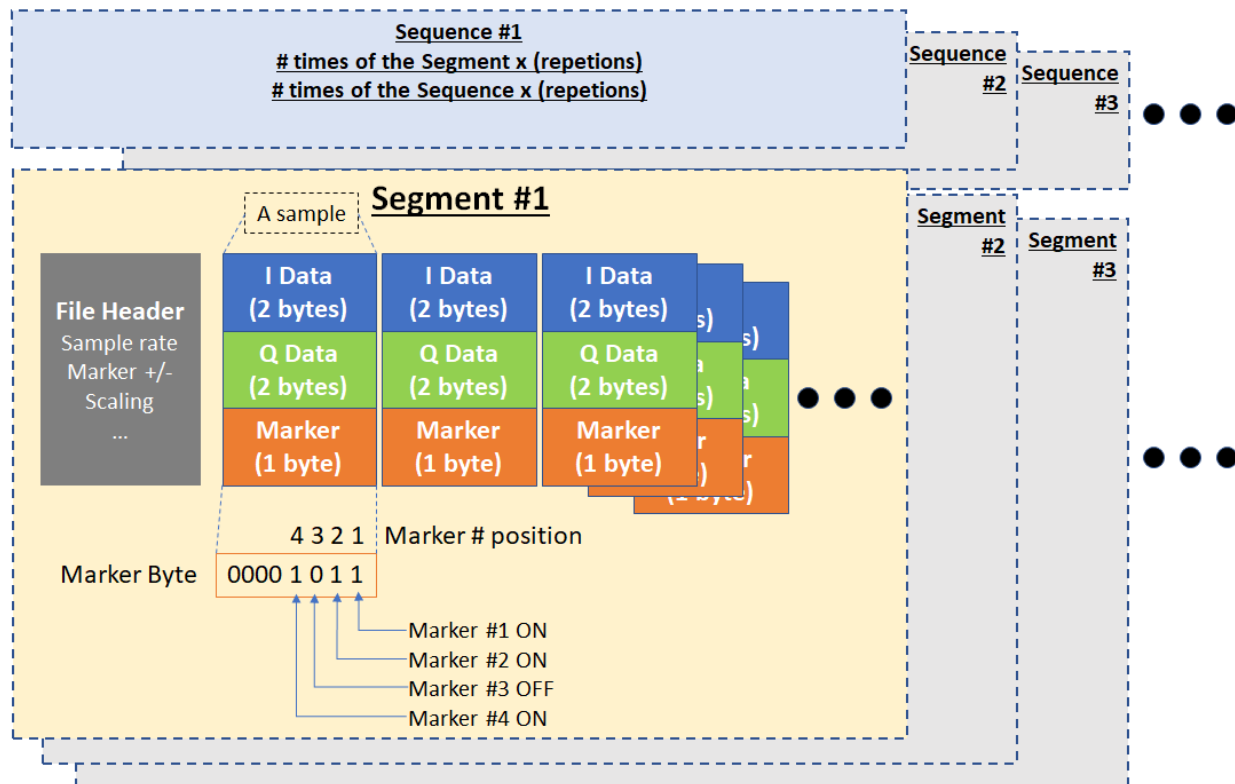 Sequence #1
# times of the Segment x (repetions)
# times of the Sequence x (repetions)
Sequence
#2
Sequence
#3
Segment #1
A sample
Segment
#2
Segment
#3
File Header
Sample rate
Marker +/-
Scaling
...
I Data
(2 bytes)
Q Data
(2 bytes)
Marker
(1 byte)
I Data
(2 bytes)
Q Data
(2 bytes)
Marker
(1 byte)
I Data
(2 bytes)
Q Data
(2 bytes)
Marker
(1 byte)
4 3 2 1 Marker # position
Marker Byte 0000 1 0 1 1
Marker #1 ON
Marker #2 ON
Marker #3 OFF
Marker #4 ON